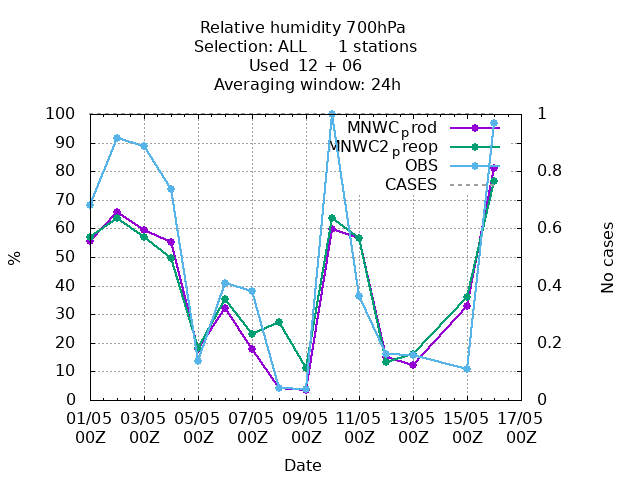 Relative humidity 700hPa
Selection: ALL 1 stations
Used 12 + 06
Averaging window: 24h
100
90
80
70
60
50
40
30
20
10
0
%
1
0.8
0.6
0.4
0.2
0
No cases
MNWCprod
MNWC2preop
OBS
CASES
01/05 03/05 05/05 07/05 09/05 11/05 13/05 15/05 17/05
00Z 00Z 00Z 00Z 00Z 00Z 00Z 00Z 00Z
Date